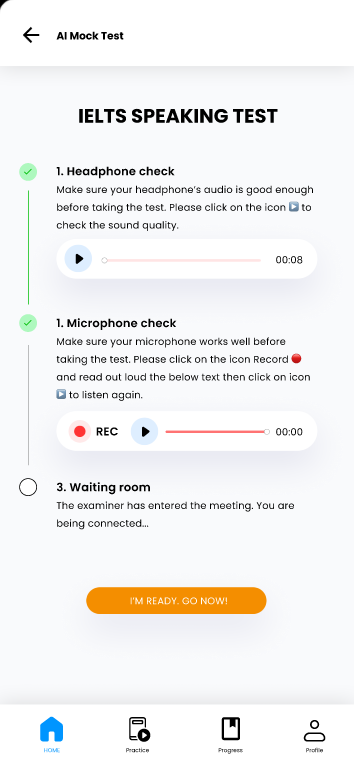 AI Mock Test
IELTS SPEAKING TEST
1. Headphone check
Make sure your headphone's audio is good enough
before taking the test. Please click on the icon ▶️ to
check the sound quality.
00:08
1. Microphone check
Make sure your microphone works well before
taking the test. Please click on the icon Record 🔴
and read out loud the below text then click on icon
▶️ to listen again.
REC 00:00
3. Waiting room
The examiner has entered the meeting. You are
being connected...
I'M READY. GO NOW!
HOME Practice Progress Profile